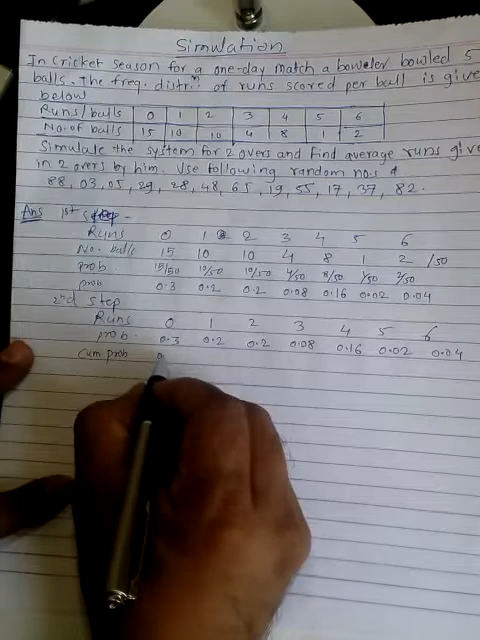 Simulation
In Cricket season for a one-day match a boweler bowled 5
balls. The freq. distriⁿ of runs scored per ball is give
below
Runs/balls 0 1 2 3 4 5 6
No. of balls 15 10 10 4 8 1 2
Simulate the system for 2 overs and find average runs give
in 2 overs by him. Use following random no.s
88, 03, 05, 29, 28, 48, 65, 19, 55, 17, 37, 82.
Ans 1st step -
Runs 0 1 2 3 4 5 6
No. balls 15 10 10 4 8 1 2 /50
prob 15/50 10/50 10/50 4/50 8/50 1/50 2/50
prob 0.3 0.2 0.2 0.08 0.16 0.02 0.04
2nd step
Runs 0 1 2 3 4 5 6
prob. 0.3 0.2 0.2 0.08 0.16 0.02 0.04
Cum. prob 0